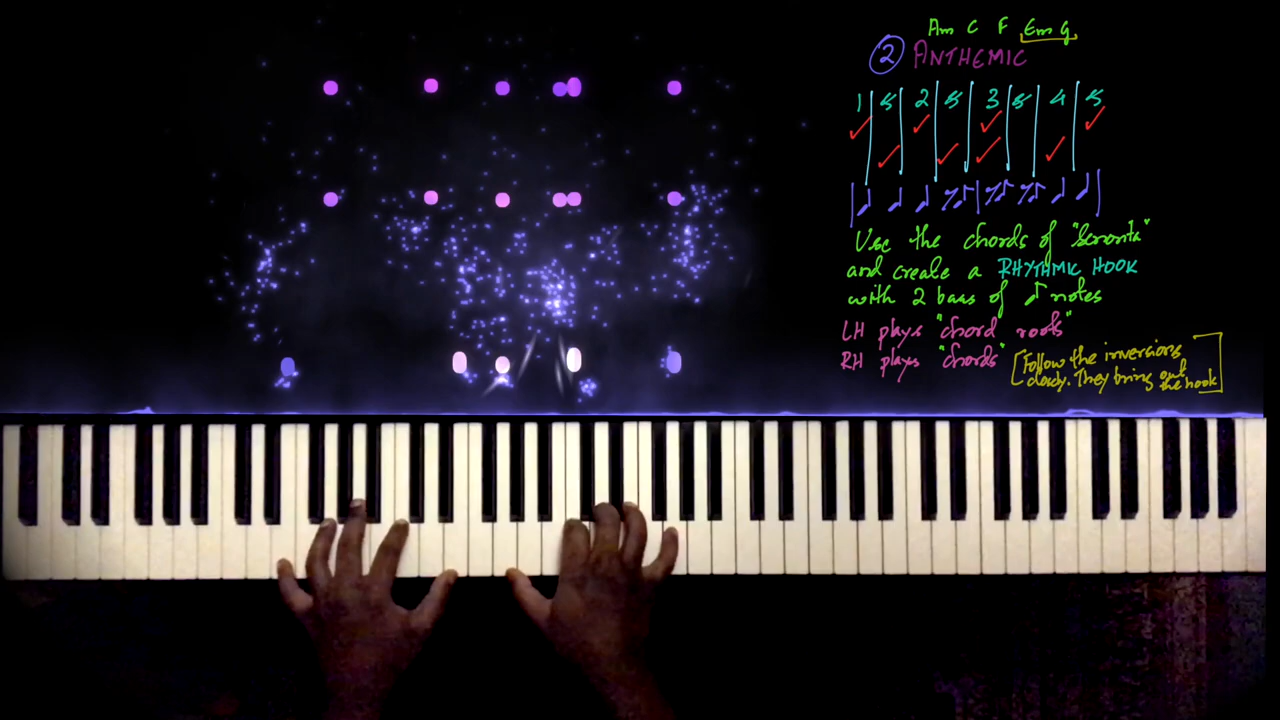 Am C F Em G
2 ANTHEMIC
1 & 2 & 3 & 4 &
Use the chords of "Senorita"
and create a RHYTHMIC HOOK
with 2 bars of ♪ notes
LH plays "chord roots"
RH plays "chords"
[Follow the inversions
closely. They bring out
the hook]